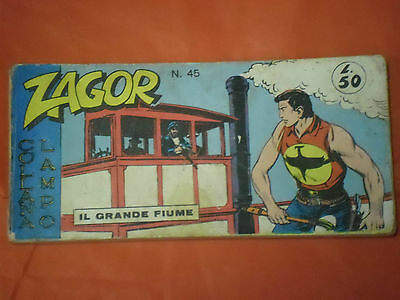 ZAGOR
N. 45
L. 50
COLLANA
LAMPO
IL GRANDE FIUME